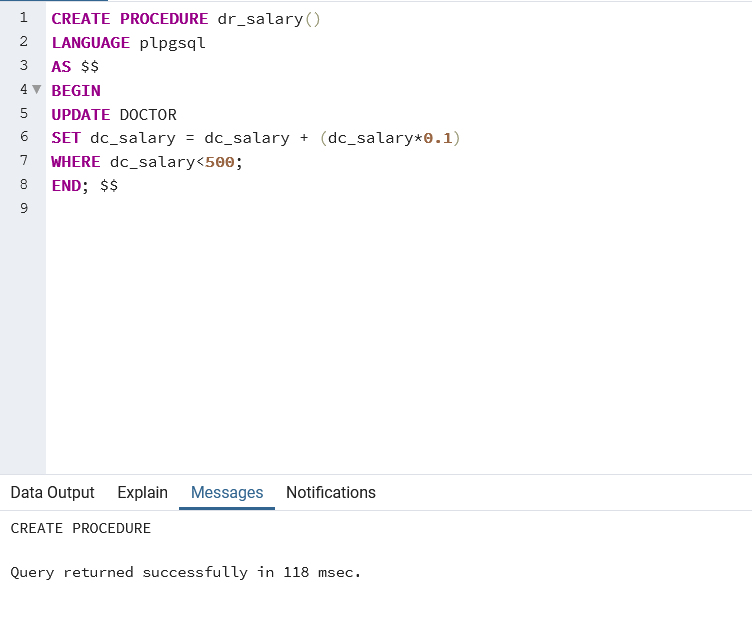 1 CREATE PROCEDURE dr_salary()
2 LANGUAGE plpgsql
3 AS $$
4 BEGIN
5 UPDATE DOCTOR
6 SET dc_salary = dc_salary + (dc_salary*0.1)
7 WHERE dc_salary<500;
8 END; $$
9
Data Output Explain Messages Notifications
CREATE PROCEDURE
Query returned successfully in 118 msec.